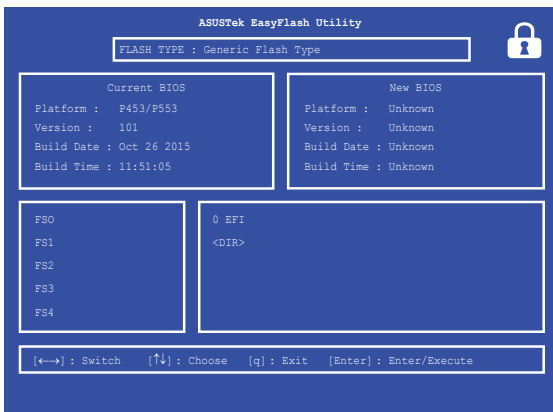 ASUSTek EasyFlash Utility
FLASH TYPE : Generic Flash Type
Current BIOS
Platform : P453/P553
Version : 101
Build Date : Oct 26 2015
Build Time : 11:51:05
New BIOS
Platform : Unknown
Version : Unknown
Build Date : Unknown
Build Time : Unknown
FSO
FS1
FS2
FS3
FS4
0 EFI
<DIR>
[←→] : Switch [↑↓] : Choose [q] : Exit [Enter] : Enter/Execute